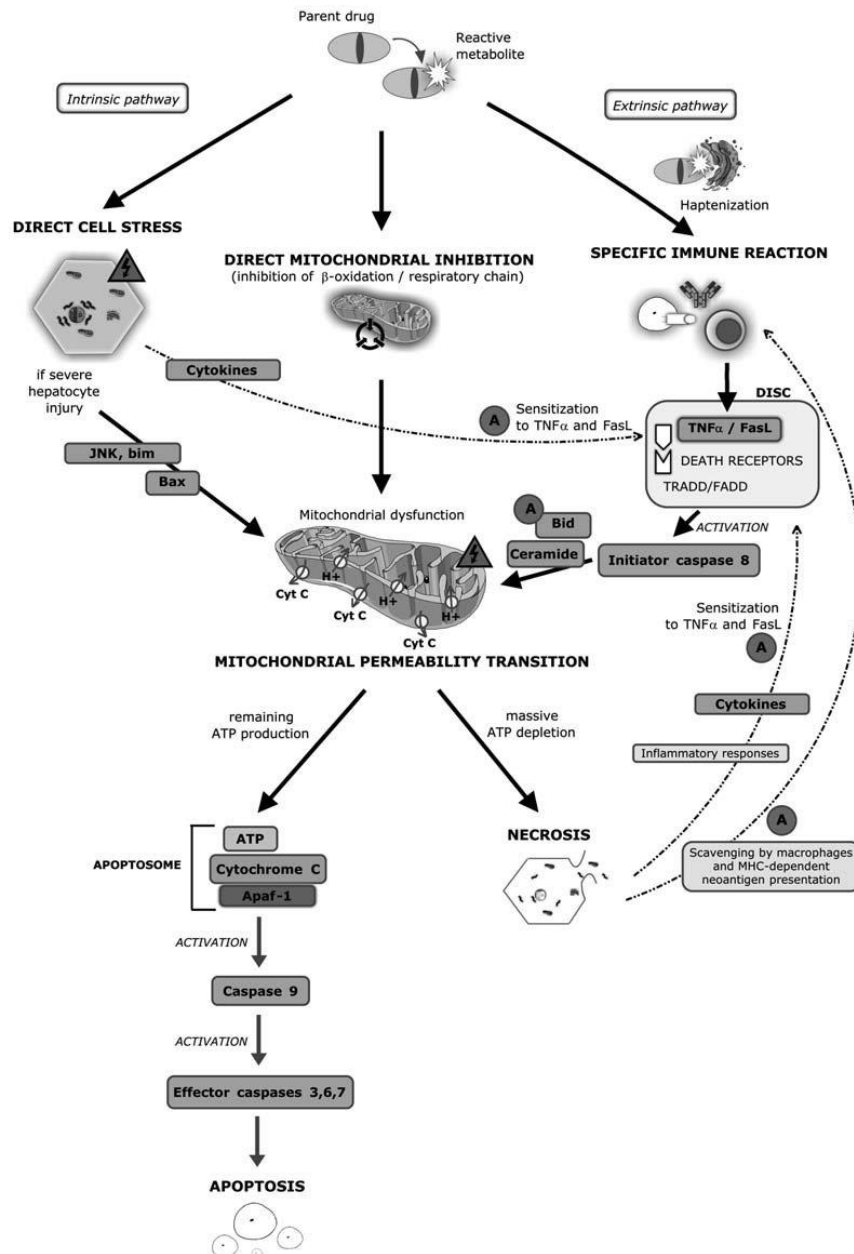 Parent drug
Reactive
metabolite
Intrinsic pathway
Extrinsic pathway
Haptenization
DIRECT CELL STRESS
DIRECT MITOCHONDRIAL INHIBITION
(inhibition of β-oxidation / respiratory chain)
SPECIFIC IMMUNE REACTION
if severe
hepatocyte
injury
Cytokines
A
Sensitization
to TNFα and FasL
DISC
TNFα / FasL
DEATH RECEPTORS
TRADD/FADD
JNK, bim
Bax
Mitochondrial dysfunction
A
Bid
Ceramide
ACTIVATION
Initiator caspase 8
H+
H+
H+
Cyt C
Cyt C
Cyt C
MITOCHONDRIAL PERMEABILITY TRANSITION
Sensitization
to TNFα and FasL
A
remaining
ATP production
massive
ATP depletion
Cytokines
Inflammatory responses
A
Scavenging by macrophages
and MHC-dependent
neoantigen presentation
NECROSIS
APOPTOSOME
ATP
Cytochrome C
Apaf-1
ACTIVATION
Caspase 9
ACTIVATION
Effector caspases 3,6,7
APOPTOSIS